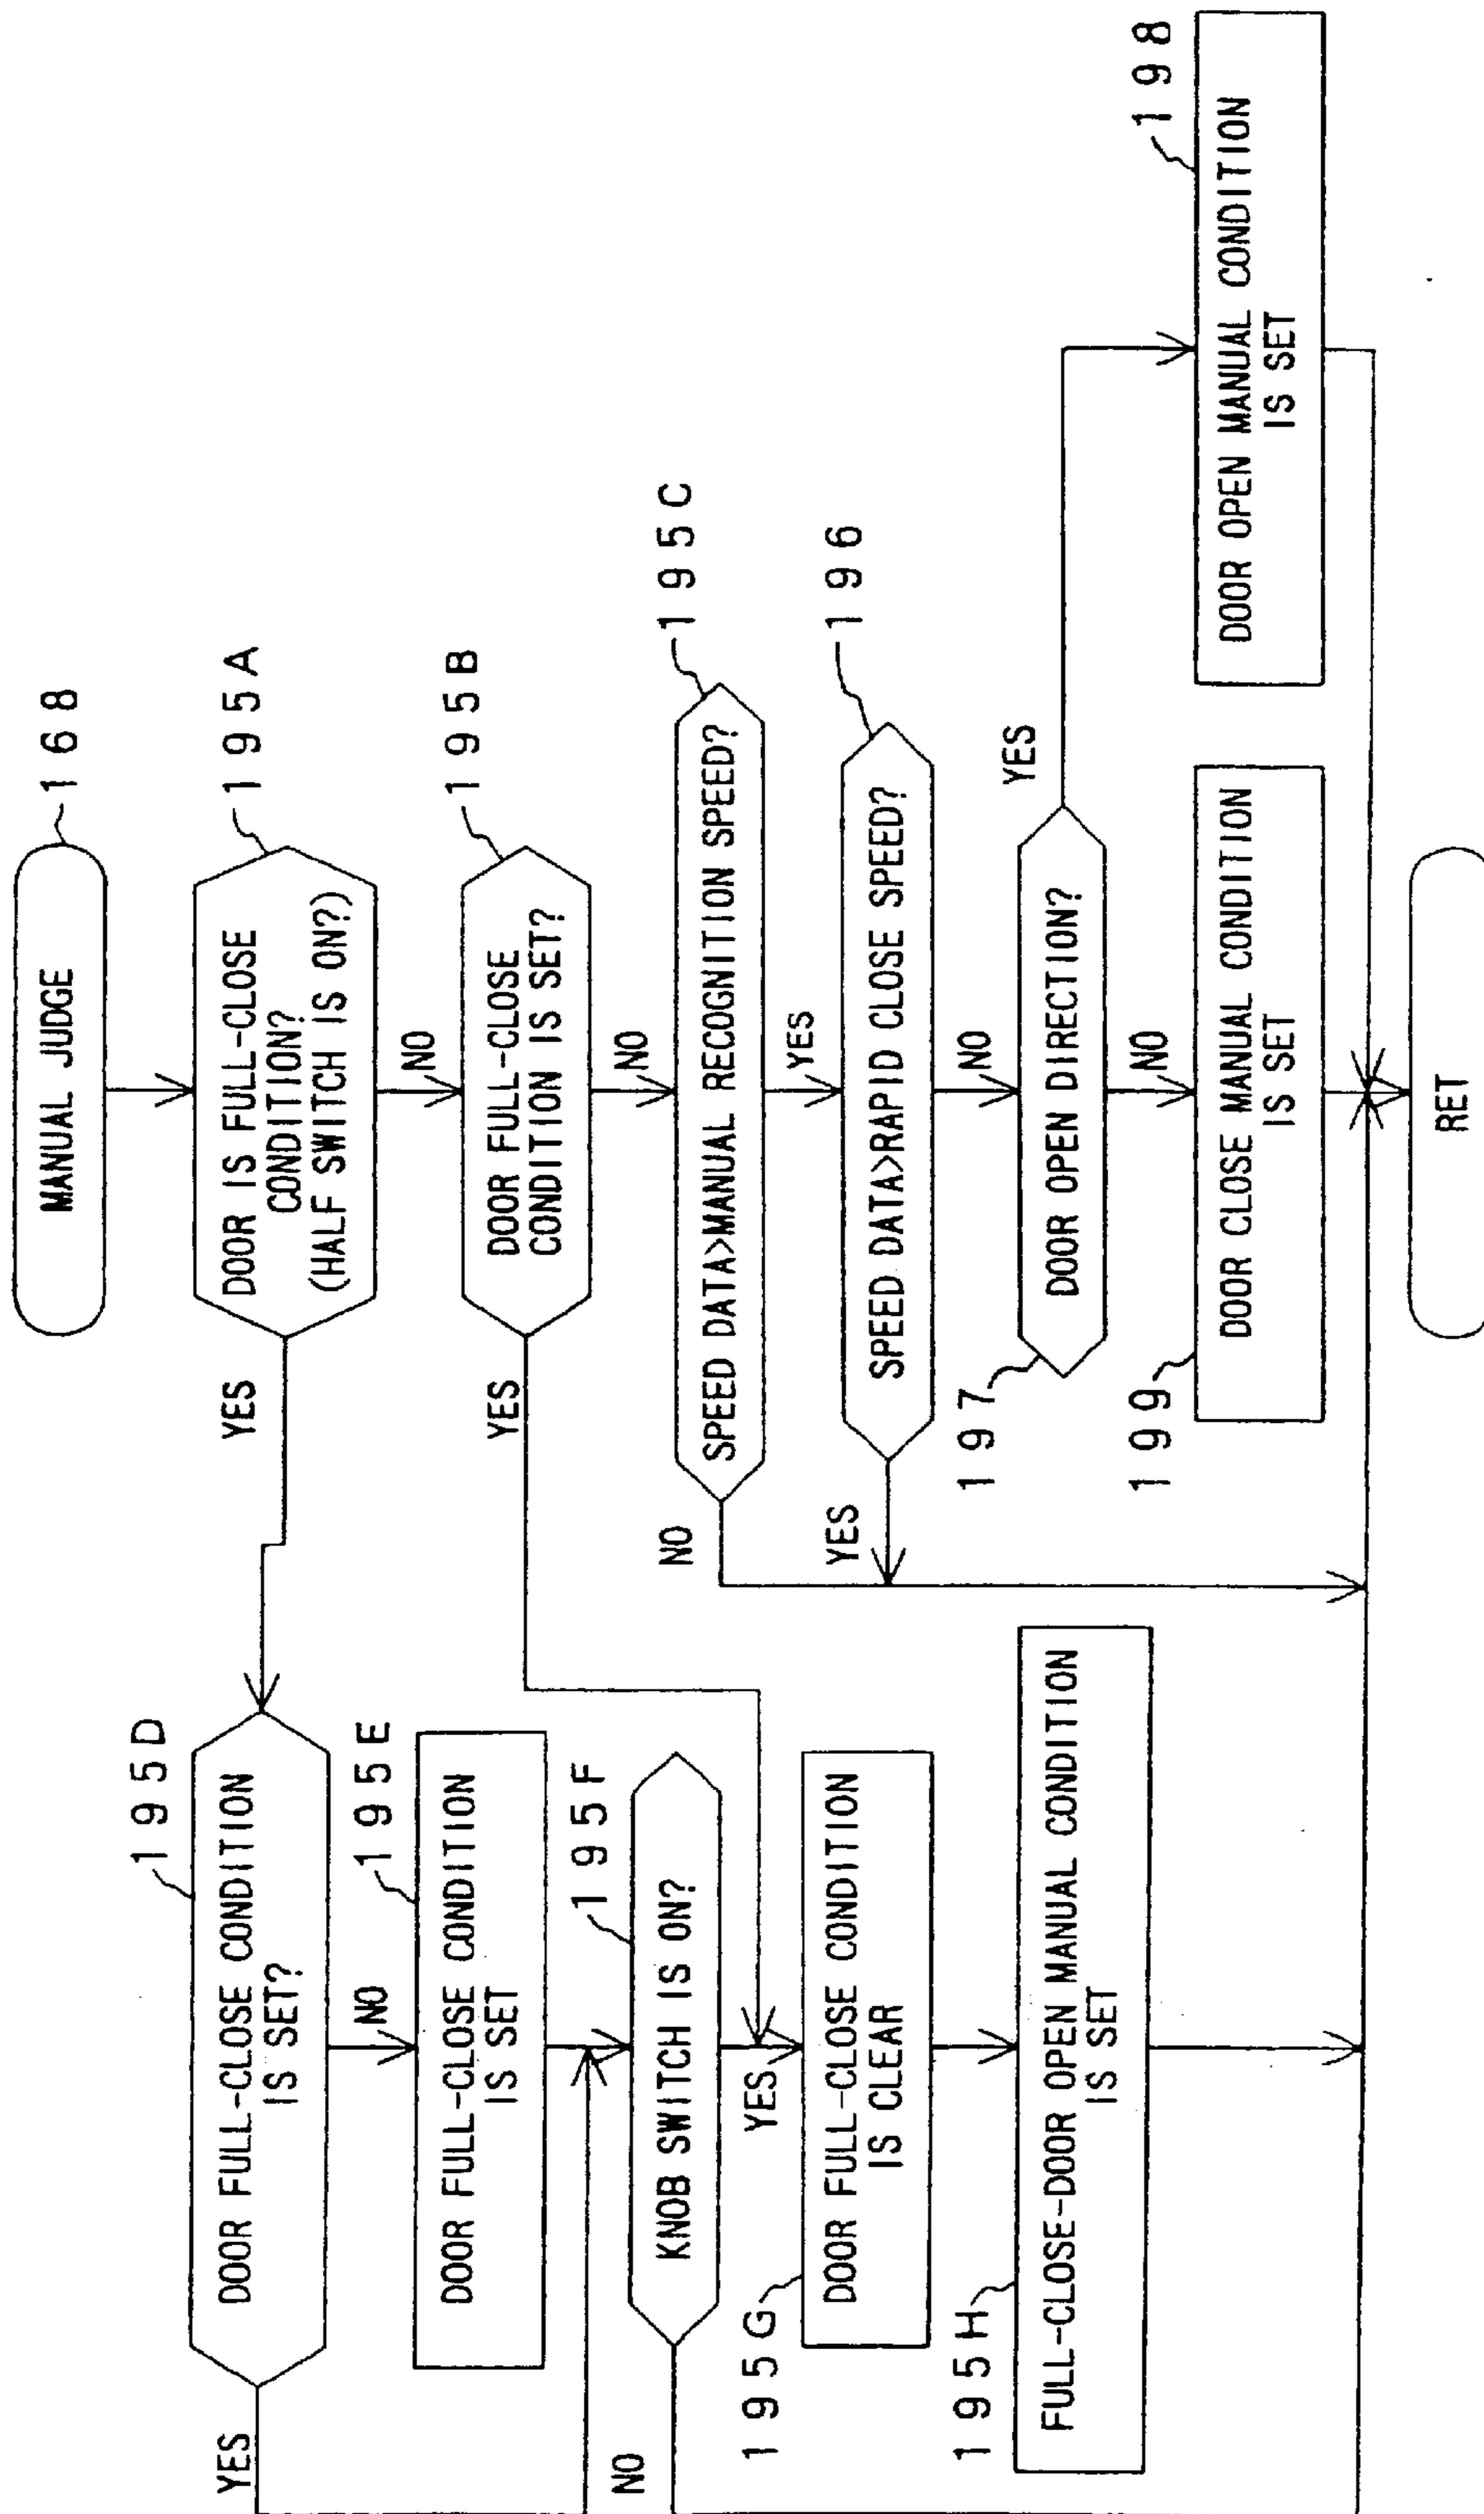 MANUAL JUDGE
168
DOOR IS FULL-CLOSE
CONDITION?
(HALF SWITCH IS ON?)
195A
YES
NO
DOOR FULL-CLOSE
CONDITION IS SET?
195B
YES
NO
SPEED DATA>MANUAL RECOGNITION SPEED?
195C
NO
YES
SPEED DATA>RAPID CLOSE SPEED?
196
YES
NO
DOOR OPEN DIRECTION?
197
YES
NO
DOOR CLOSE MANUAL CONDITION
IS SET
199
DOOR OPEN MANUAL CONDITION
IS SET
198
DOOR FULL-CLOSE CONDITION
IS SET?
195D
YES
NO
DOOR FULL-CLOSE CONDITION
IS SET
195E
KNOB SWITCH IS ON?
195F
NO
YES
DOOR FULL-CLOSE CONDITION
IS CLEAR
195G
FULL-CLOSE-DOOR OPEN MANUAL CONDITION
IS SET
195H
RET